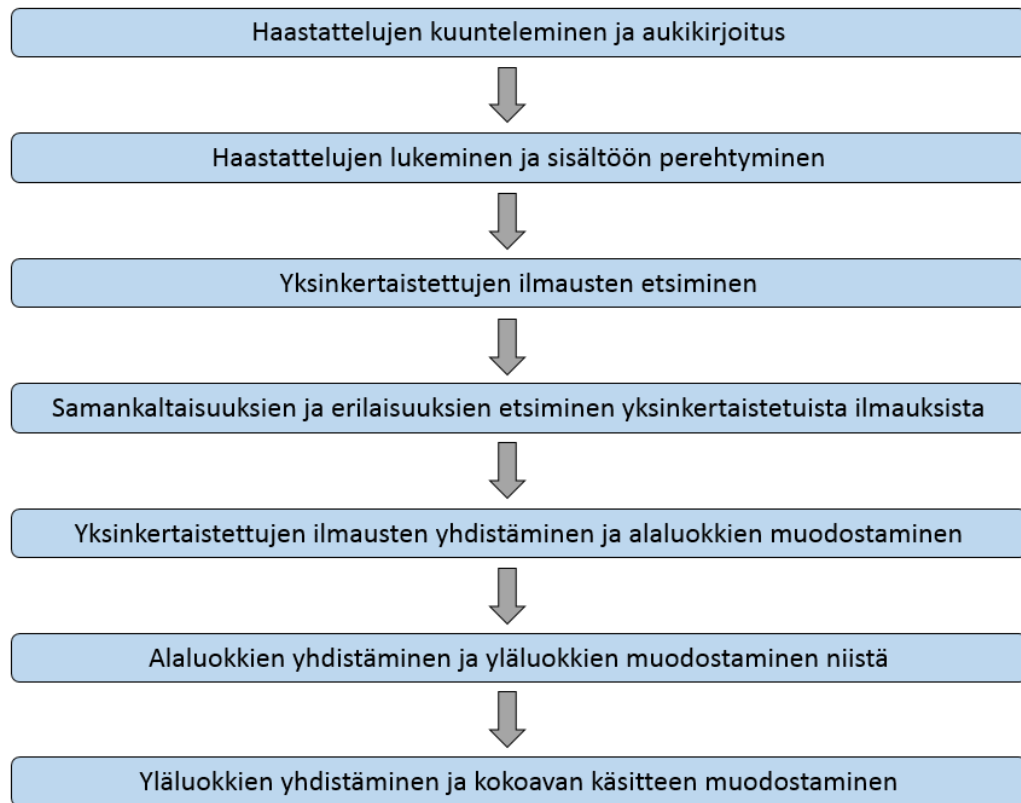 Haastattelujen kuunteleminen ja aukikirjoitus
Haastattelujen lukeminen ja sisältöön perehtyminen
Yksinkertaistettujen ilmausten etsiminen
Samankaltaisuuksien ja erilaisuuksien etsiminen yksinkertaistetuista ilmauksista
Yksinkertaistettujen ilmausten yhdistäminen ja alaluokkien muodostaminen
Alaluokkien yhdistäminen ja yläluokkien muodostaminen niistä
Yläluokkien yhdistäminen ja kokoavan käsitteen muodostaminen